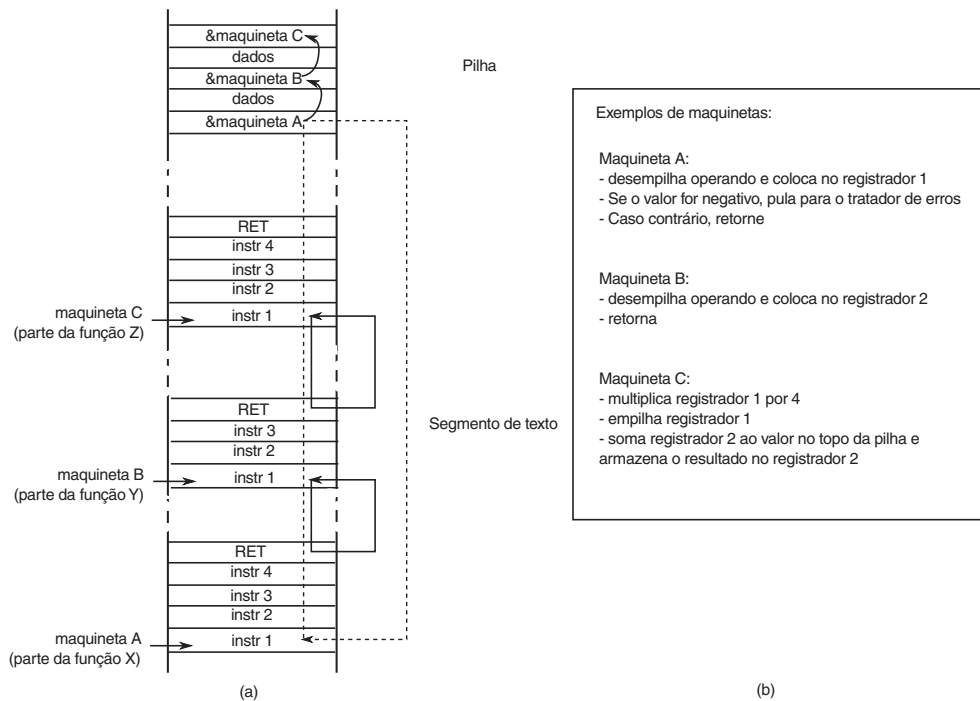 &maquineta C
dados
&maquineta B
dados
&maquineta A
Pilha
RET
instr 4
instr 3
instr 2
instr 1
maquineta C
(parte da função Z)
RET
instr 3
instr 2
instr 1
maquineta B
(parte da função Y)
Segmento de texto
RET
instr 4
instr 3
instr 2
instr 1
maquineta A
(parte da função X)
(a)
Exemplos de maquinetas:
Maquineta A:
- desempilha operando e coloca no registrador 1
- Se o valor for negativo, pula para o tratador de erros
- Caso contrário, retorne
Maquineta B:
- desempilha operando e coloca no registrador 2
- retorna
Maquineta C:
- multiplica registrador 1 por 4
- empilha registrador 1
- soma registrador 2 ao valor no topo da pilha e
armazena o resultado no registrador 2
(b)